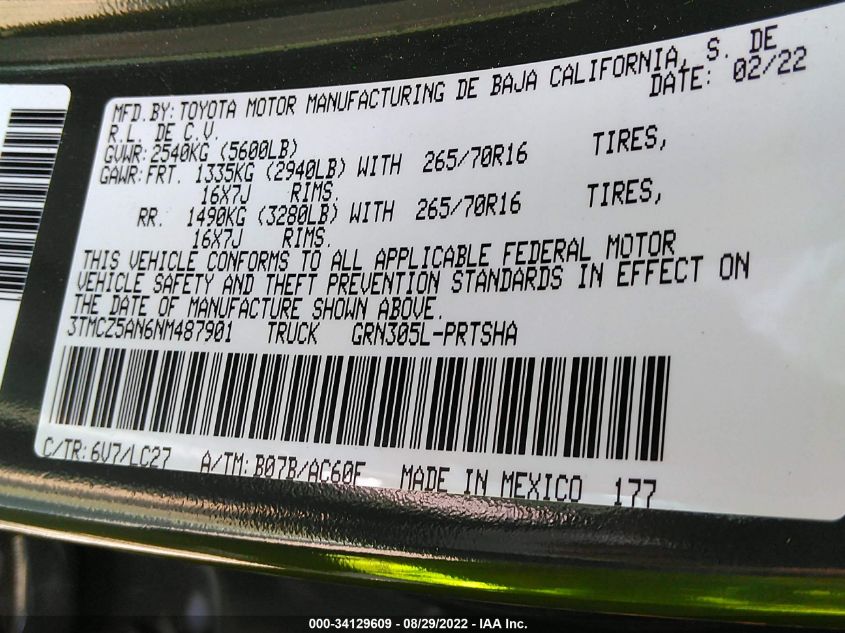 MFD.BY: TOYOTA MOTOR MANUFACTURING DE BAJA CALIFORNIA, S. DE
R.L. DE C.V. DATE: 02/22
GVWR: 2540KG (5600LB)
GAWR: FRT. 1335KG (2940LB) WITH 265/70R16 TIRES,
16X7J RIMS.
RR. 1490KG (3280LB) WITH 265/70R16 TIRES,
16X7J RIMS.
THIS VEHICLE CONFORMS TO ALL APPLICABLE FEDERAL MOTOR
VEHICLE SAFETY AND THEFT PREVENTION STANDARDS IN EFFECT ON
THE DATE OF MANUFACTURE SHOWN ABOVE.
3TMCZ5AN6NM487901 TRUCK GRN305L-PRTSHA
C/TR: 6V7/LC27 A/TM: B07B/AC60F MADE IN MEXICO 177
000-34129609 - 08/29/2022 - IAA Inc.